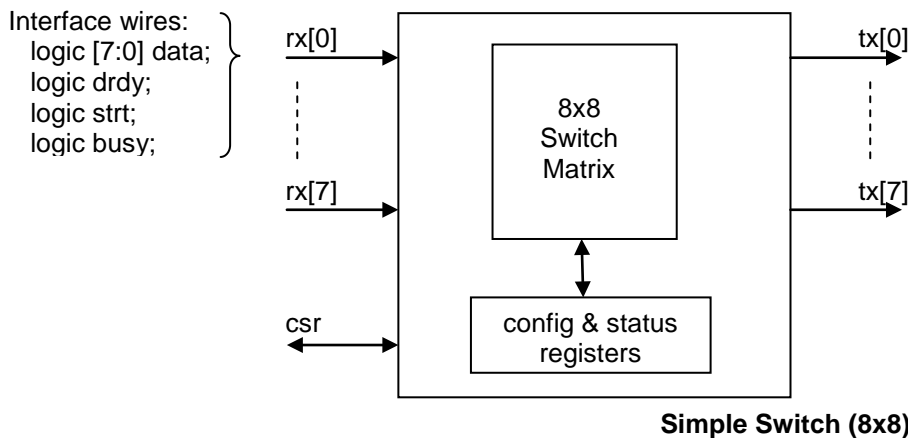 Interface wires:
logic [7:0] data;
logic drdy;
logic strt;
logic busy;
rx[0]
rx[7]
csr
8x8
Switch
Matrix
config & status
registers
tx[0]
tx[7]
Simple Switch (8x8)